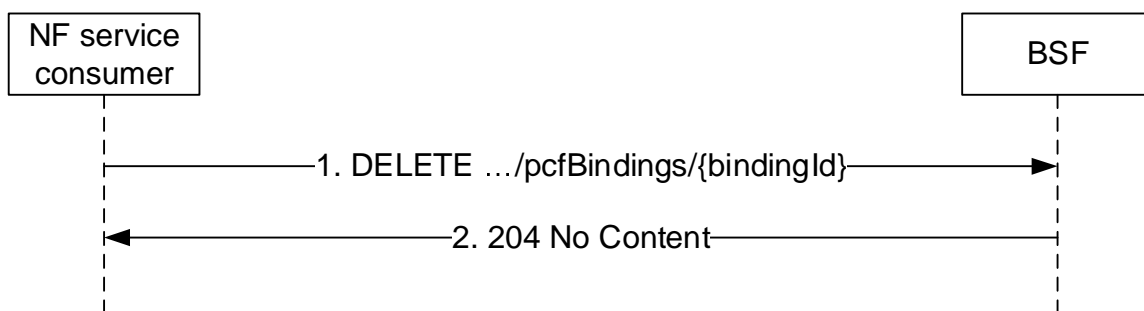 NF service
consumer
BSF
1. DELETE …/pcfBindings/{bindingId}
2. 204 No Content